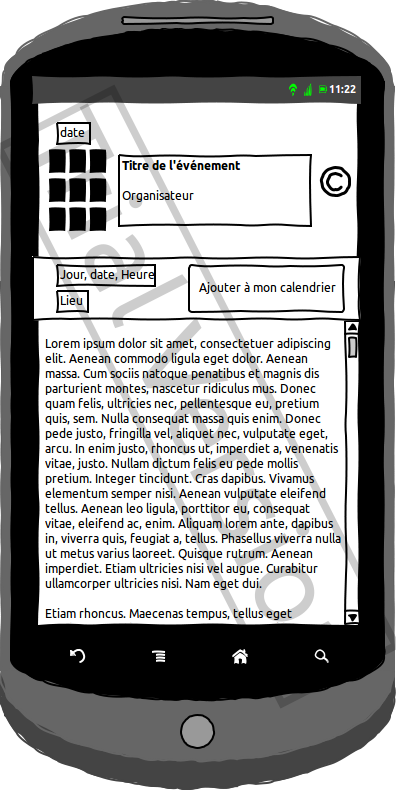 11:22
date
Titre de l'événement
Organisateur
©
Jour, date, Heure
Lieu
Ajouter à mon calendrier
Lorem ipsum dolor sit amet, consectetuer adipiscing
elit. Aenean commodo ligula eget dolor. Aenean
massa. Cum sociis natoque penatibus et magnis dis
parturient montes, nascetur ridiculus mus. Donec
quam felis, ultricies nec, pellentesque eu, pretium
quis, sem. Nulla consequat massa quis enim. Donec
pede justo, fringilla vel, aliquet nec, vulputate eget,
arcu. In enim justo, rhoncus ut, imperdiet a, venenatis
vitae, justo. Nullam dictum felis eu pede mollis
pretium. Integer tincidunt. Cras dapibus. Vivamus
elementum semper nisi. Aenean vulputate eleifend
tellus. Aenean leo ligula, porttitor eu, consequat
vitae, eleifend ac, enim. Aliquam lorem ante, dapibus
in, viverra quis, feugiat a, tellus. Phasellus viverra nulla
ut metus varius laoreet. Quisque rutrum. Aenean
imperdiet. Etiam ultricies nisi vel augue. Curabitur
ullamcorper ultricies nisi. Nam eget dui.
Etiam rhoncus. Maecenas tempus, tellus eget
Trial Version